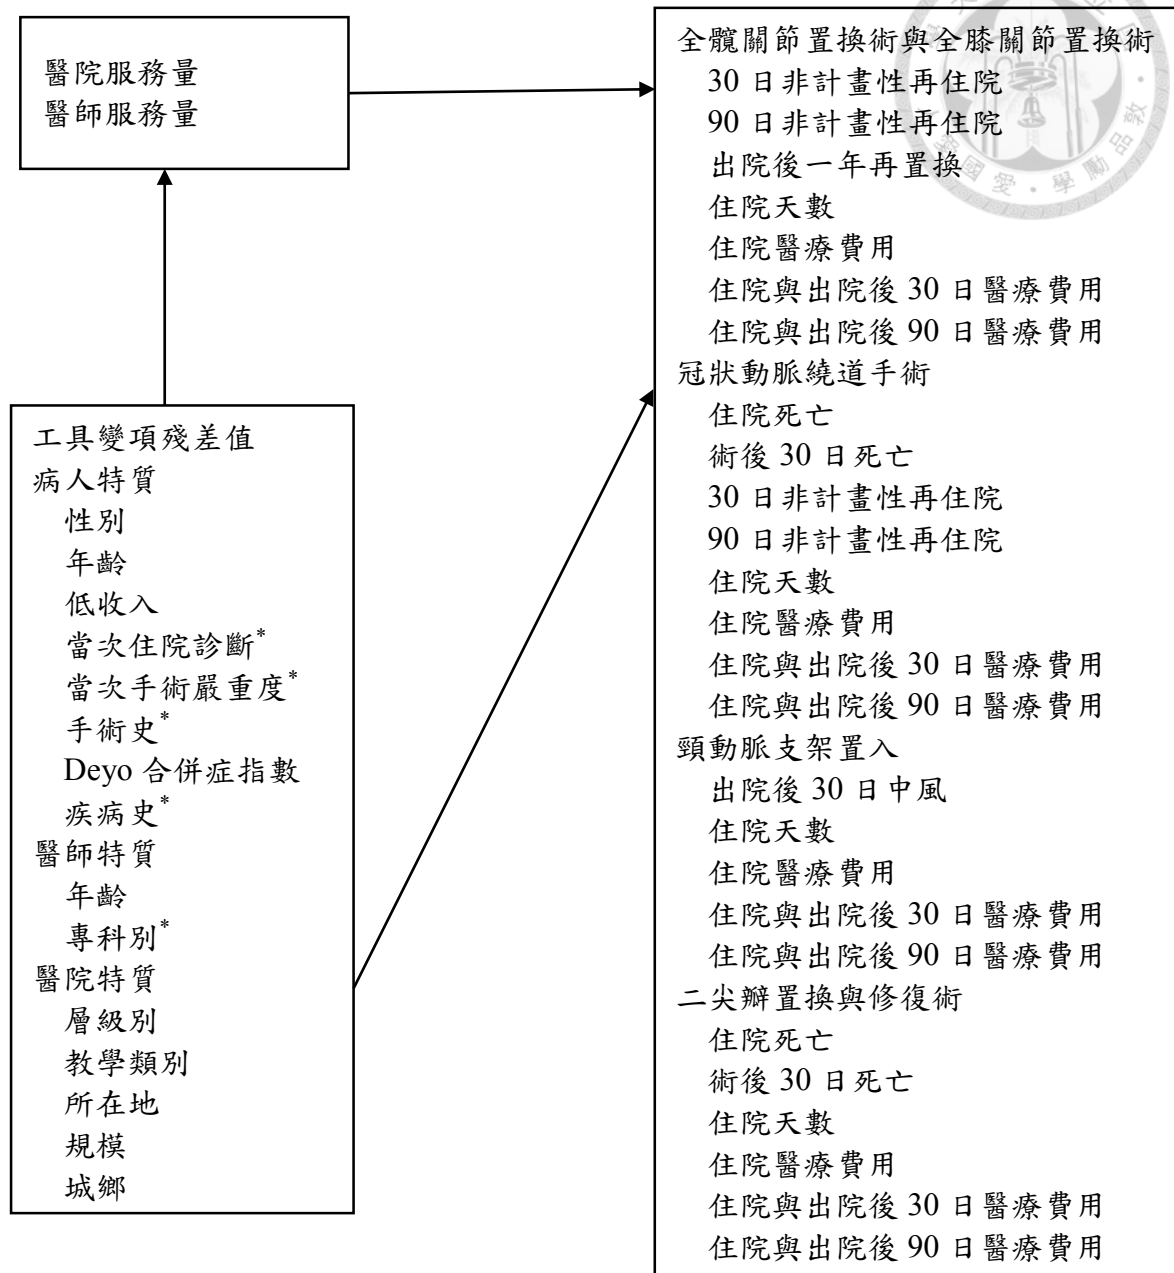 醫院服務量
醫師服務量
工具變項殘差值
病人特質
性別
年齡
低收入
當次住院診斷*
當次手術嚴重度*
手術史*
Deyo 合併症指數
疾病史*
醫師特質
年齡
專科別*
醫院特質
層級別
教學類別
所在地
規模
城鄉
全髖關節置換術與全膝關節置換術
30 日非計畫性再住院
90 日非計畫性再住院
出院後一年再置換
住院天數
住院醫療費用
住院與出院後 30 日醫療費用
住院與出院後 90 日醫療費用
冠狀動脈繞道手術
住院死亡
術後 30 日死亡
30 日非計畫性再住院
90 日非計畫性再住院
住院天數
住院醫療費用
住院與出院後 30 日醫療費用
住院與出院後 90 日醫療費用
頸動脈支架置入
出院後 30 日中風
住院天數
住院醫療費用
住院與出院後 30 日醫療費用
住院與出院後 90 日醫療費用
二尖瓣置換與修復術
住院死亡
術後 30 日死亡
住院天數
住院醫療費用
住院與出院後 30 日醫療費用
住院與出院後 90 日醫療費用